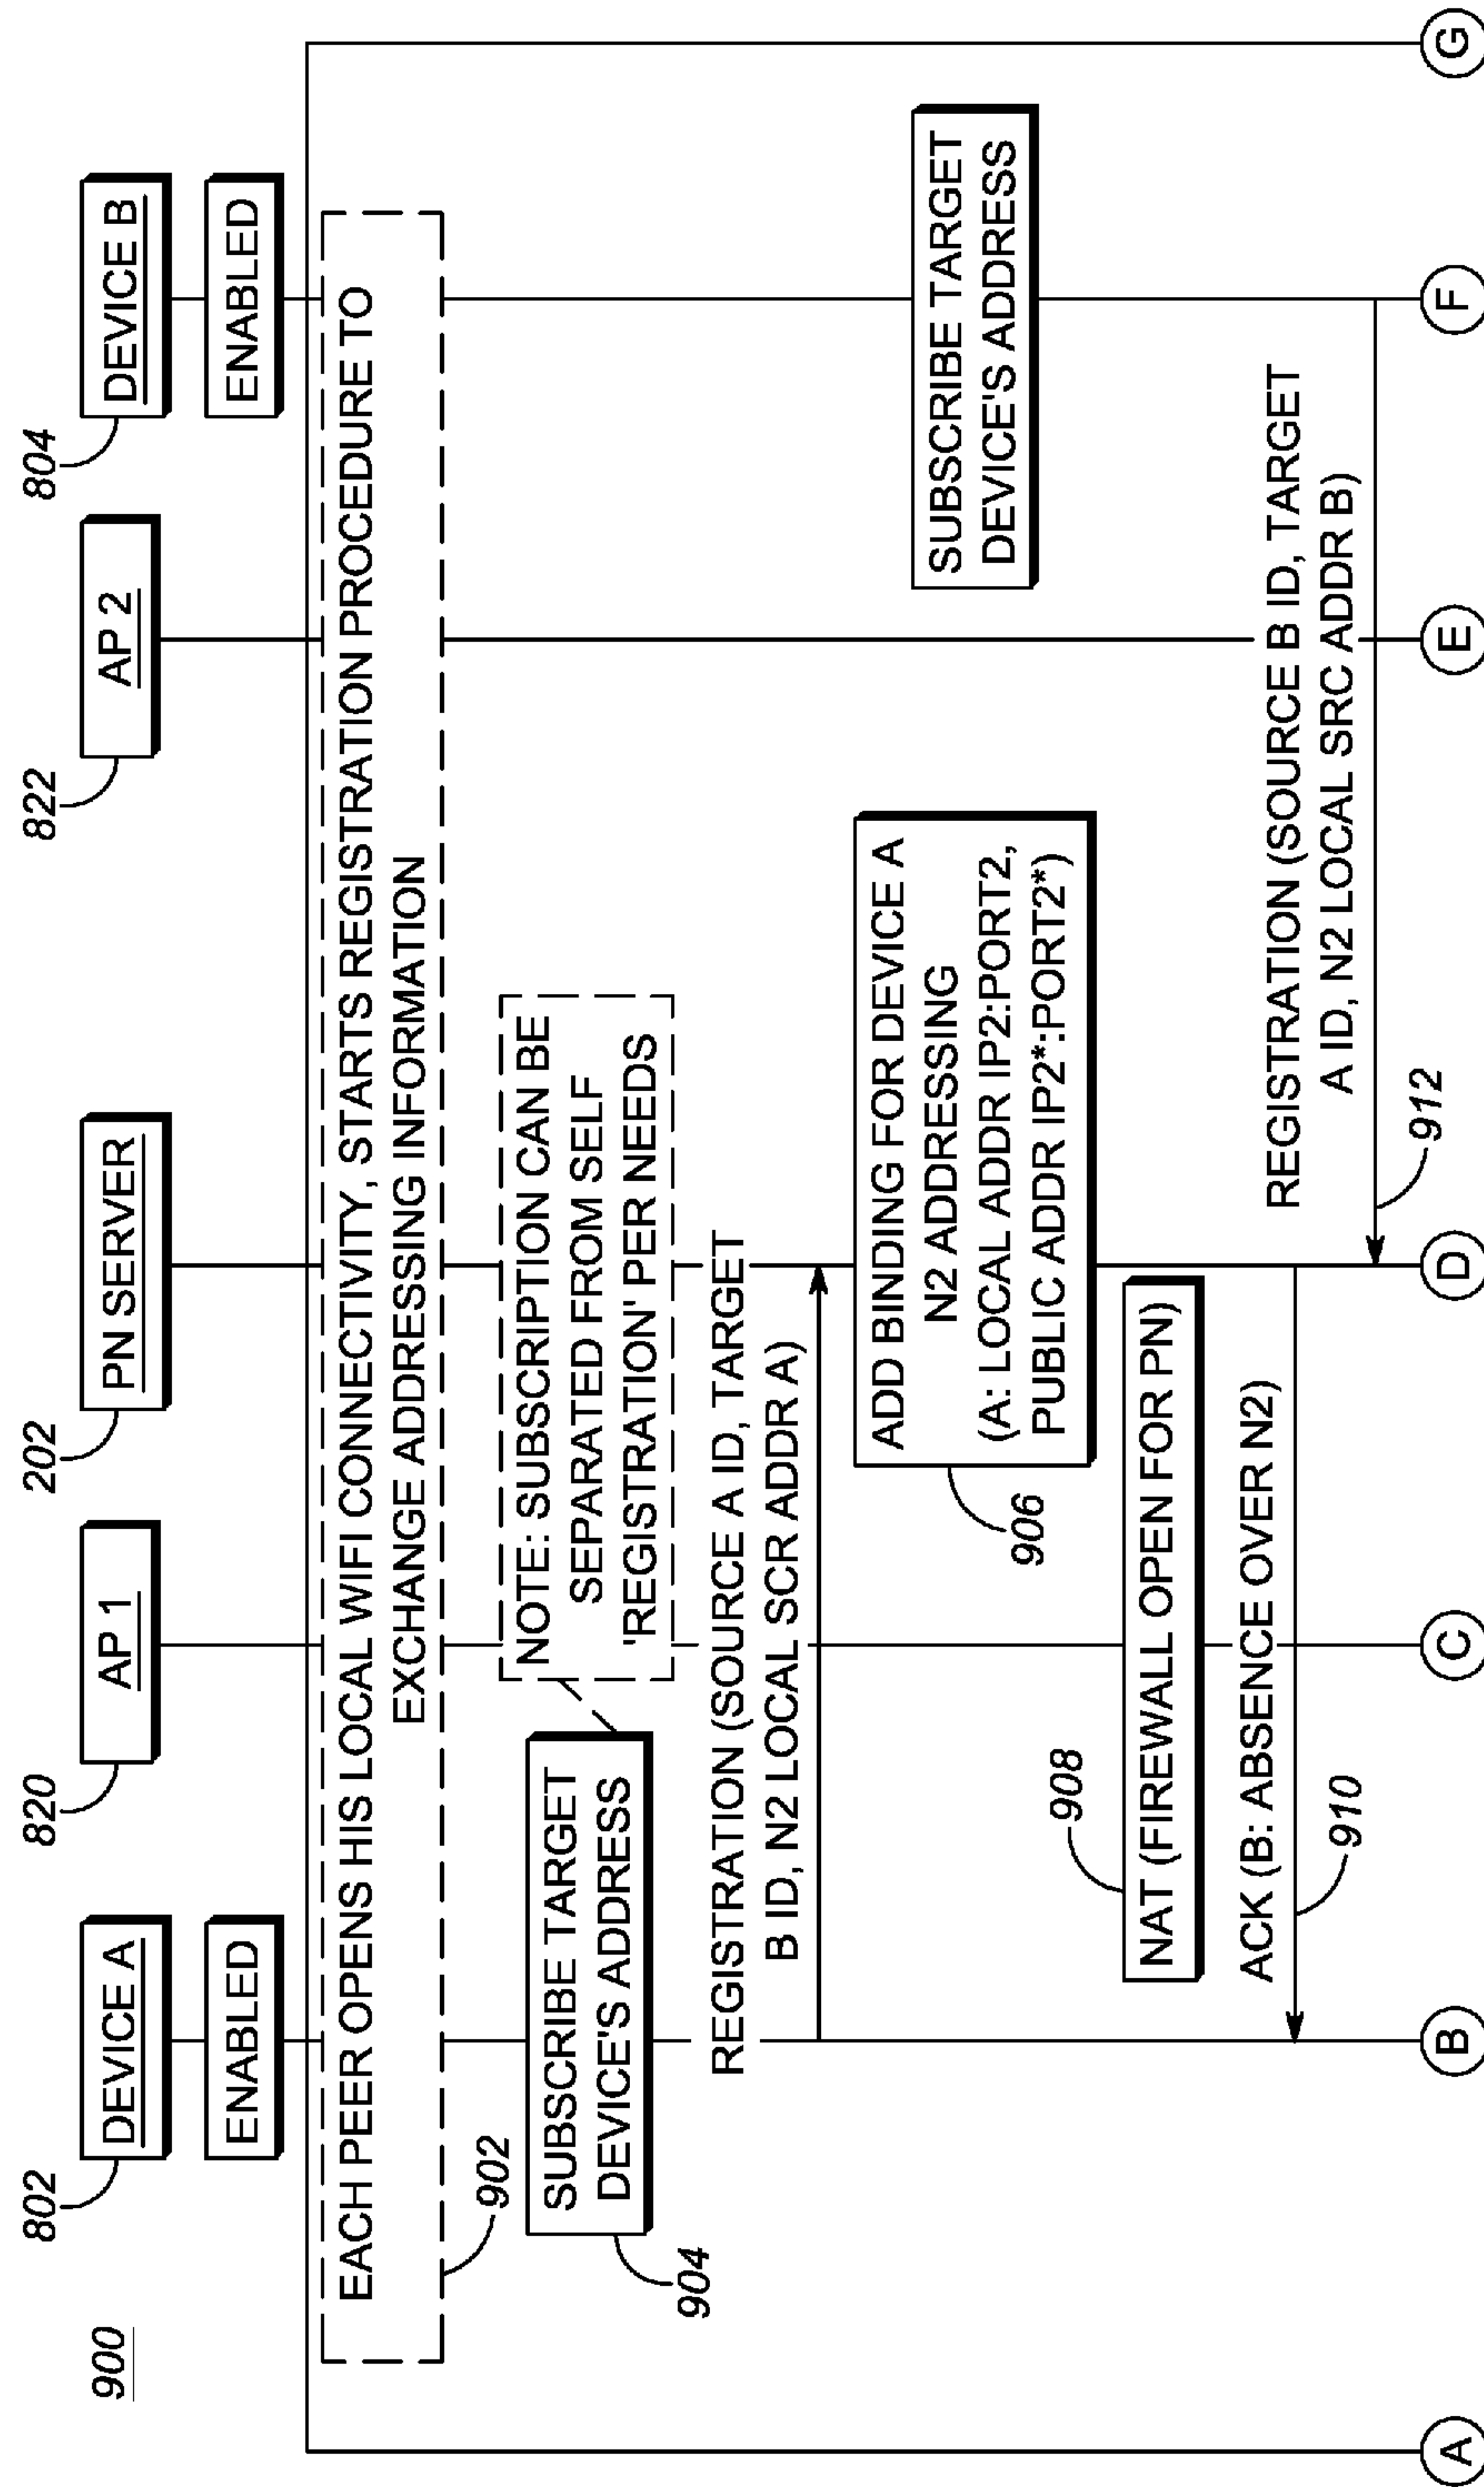 900
802
820
202
822
804
DEVICE A
AP 1
PN SERVER
AP 2
DEVICE B
ENABLED
ENABLED
EACH PEER OPENS HIS LOCAL WIFI CONNECTIVITY, STARTS REGISTRATION PROCEDURE TO
EXCHANGE ADDRESSING INFORMATION
902
NOTE: SUBSCRIPTION CAN BE
SEPARATED FROM SELF
'REGISTRATION' PER NEEDS
SUBSCRIBE TARGET
DEVICE'S ADDRESS
904
REGISTRATION (SOURCE A ID, TARGET
B ID, N2 LOCAL SCR ADDR A)
ADD BINDING FOR DEVICE A
N2 ADDRESSING
(A: LOCAL ADDR IP2:PORT2,
PUBLIC ADDR IP2*:PORT2*)
906
SUBSCRIBE TARGET
DEVICE'S ADDRESS
908
NAT (FIREWALL OPEN FOR PN)
ACK (B: ABSENCE OVER N2)
910
REGISTRATION (SOURCE B ID, TARGET
A ID, N2 LOCAL SRC ADDR B)
912
A
B
C
D
E
F
G